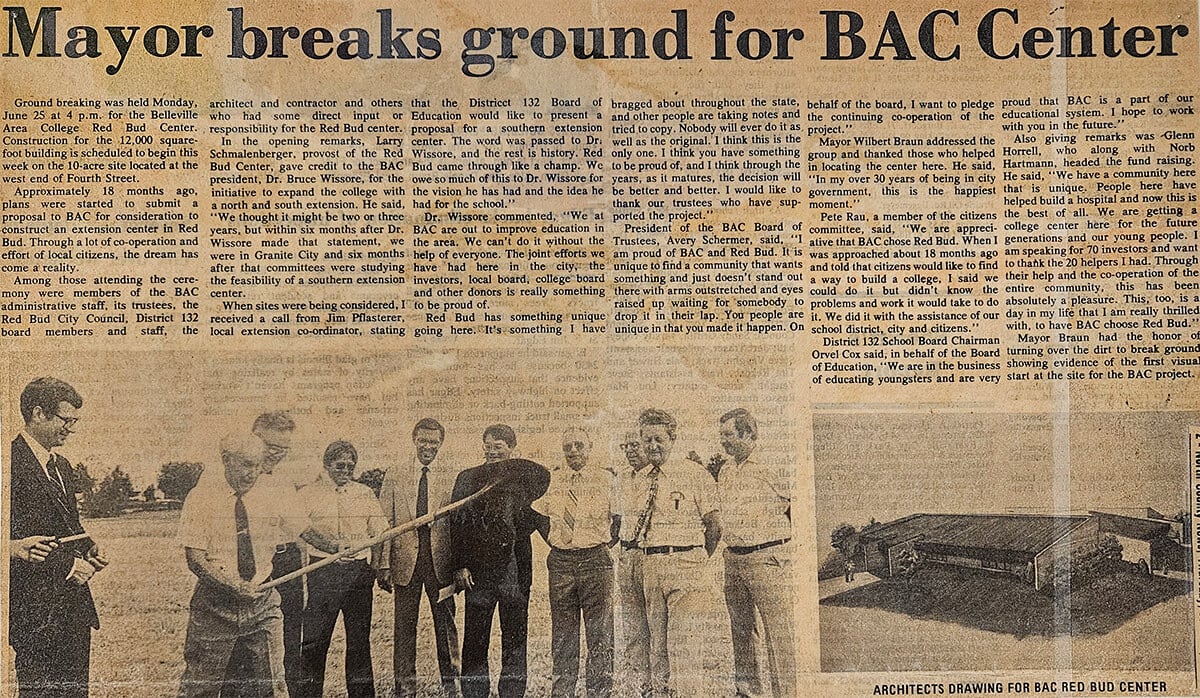 Mayor breaks ground for BAC Center
Ground breaking was held Monday,
June 25 at 4 p.m. for the Belleville
Area College Red Bud Center.
Construction for the 12,000 square-
foot building is scheduled to begin this
week on the 10-acre site located at the
west end of Fourth Street.
Approximately 18 months ago,
plans were started to submit a
proposal to BAC for consideration to
construct an extension center in Red
Bud. Through a lot of co-operation and
effort of local citizens, the dream has
come a reality.
Among those attending the cere-
mony were members of the BAC
administrative staff, its trustees, the
Red Bud City Council, District 132
board members and staff, the
architect and contractor and others
who had some direct input or
responsibility for the Red Bud center.
In the opening remarks, Larry
Schmalenberger, provost of the Red
Bud Center, gave credit to the BAC
president, Dr. Bruce Wissore, for the
initiative to expand the college with
a north and south extension. He said,
"We thought it might be two or three
years, but within six months after Dr.
Wissore made that statement, we
were in Granite City and six months
after that committees were studying
the feasibility of a southern extension
center.
When sites were being considered, I
received a call from Jim Pflasterer,
local extension co-ordinator, stating
that the Districct 132 Board of
Education would like to present a
proposal for a southern extension
center. The word was passed to Dr.
Wissore, and the rest is history. Red
Bud came through like a champ. We
owe so much of this to Dr. Wissore for
the vision he has had and the idea he
had for the school."
Dr. Wissore commented, "We at
BAC are out to improve education in
the area. We can't do it without the
help of everyone. The joint efforts we
have had here in the city, the
investors, local board, college board
and other donors is really something
to be proud of.
Red Bud has something unique
going here. It's something I have
bragged about throughout the state,
and other people are taking notes and
tried to copy. Nobody will ever do it as
well as the original. I think this is the
only one. I think you have something
to be proud of, and I think through the
years, as it matures, the decision will
be better and better. I would like to
thank our trustees who have sup-
ported the project."
President of the BAC Board of
Trustees, Avery Schermer, said, "I
am proud of BAC and Red Bud. It is
unique to find a community that wants
something and just doesn't stand out
there with arms outstretched and eyes
raised up waiting for somebody to
drop it in their lap. You people are
unique in that you made it happen. On
behalf of the board, I want to pledge
the continuing co-operation of the
project."
Mayor Wilbert Braun addressed the
group and thanked those who helped
in locating the center here. He said,
"In my over 30 years of being in city
government, this is the happiest
moment."
Pete Rau, a member of the citizens
committee, said, "We are appreci-
ative that BAC chose Red Bud. When I
was approached about 18 months ago
and told that citizens would like to find
a way to build a college, I said we
could do it but didn't know the
problems and work it would take to do
it. We did it with the assistance of our
school district, city and citizens."
District 132 School Board Chairman
Orvel Cox said, in behalf of the Board
of Education, "We are in the business
of educating youngsters and are very
proud that BAC is a part of our
educational system. I hope to work
with you in the future."
Also giving remarks was Glenn
Horrell, who along with Norb
Hartmann, headed the fund raising.
He said, "We have a community here
that is unique. People here have
helped build a hospital and now this is
the best of all. We are getting a
college center here for the future
generations and our young people. I
am speaking for 70 investors and want
to thank the 20 helpers I had. Through
their help and the co-operation of the
entire community, this has been
absolutely a pleasure. This, too, is a
day in my life that I am really thrilled
with, to have BAC choose Red Bud."
Mayor Braun had the honor of
turning over the dirt to break ground
showing evidence of the first visual
start at the site for the BAC project.
ARCHITECTS DRAWING FOR BAC RED BUD CENTER